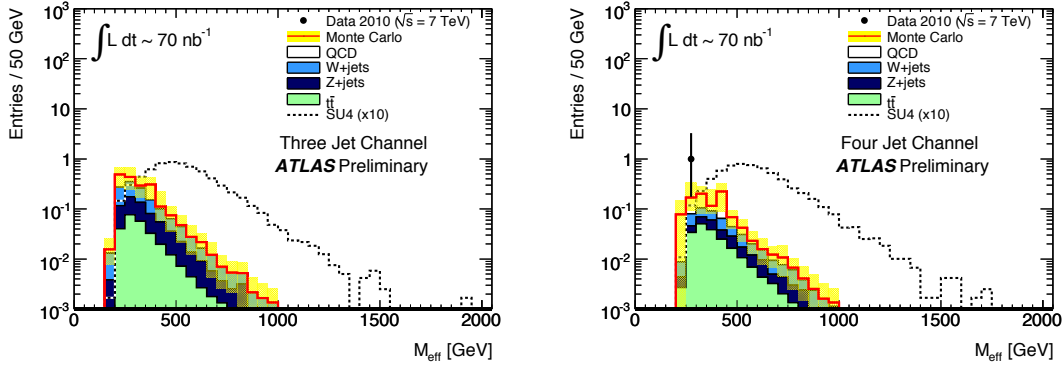 Entries / 50 GeV
10²
10
1
10⁻¹
10⁻²
10⁻³
∫L dt ~ 70 nb⁻¹
Data 2010 (√s = 7 TeV)
Monte Carlo
QCD
W+jets
Z+jets
tt̄
SU4 (x10)
Three Jet Channel
ATLAS Preliminary
0 500 1000 1500 2000
M_eff [GeV]
Entries / 50 GeV
10²
10
1
10⁻¹
10⁻²
10⁻³
∫L dt ~ 70 nb⁻¹
Data 2010 (√s = 7 TeV)
Monte Carlo
QCD
W+jets
Z+jets
tt̄
SU4 (x10)
Four Jet Channel
ATLAS Preliminary
0 500 1000 1500 2000
M_eff [GeV]